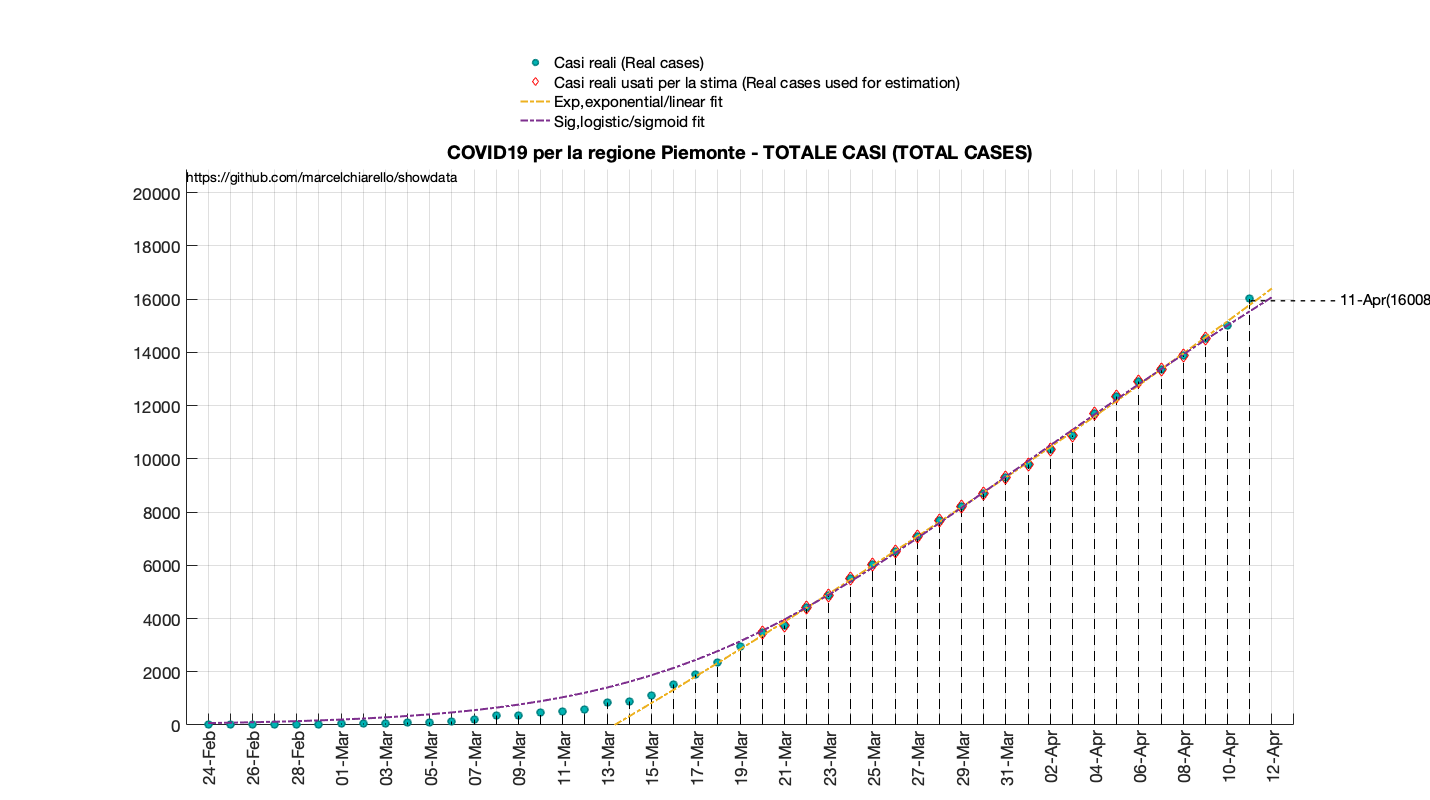 Casi reali (Real cases)
Casi reali usati per la stima (Real cases used for estimation)
Exp,exponential/linear fit
Sig,logistic/sigmoid fit
COVID19 per la regione Piemonte - TOTALE CASI (TOTAL CASES)
https://github.com/marcelchiarello/showdata
20000
18000
16000
14000
12000
10000
8000
6000
4000
2000
0
11-Apr(16008
24-Feb
26-Feb
28-Feb
01-Mar
03-Mar
05-Mar
07-Mar
09-Mar
11-Mar
13-Mar
15-Mar
17-Mar
19-Mar
21-Mar
23-Mar
25-Mar
27-Mar
29-Mar
31-Mar
02-Apr
04-Apr
06-Apr
08-Apr
10-Apr
12-Apr